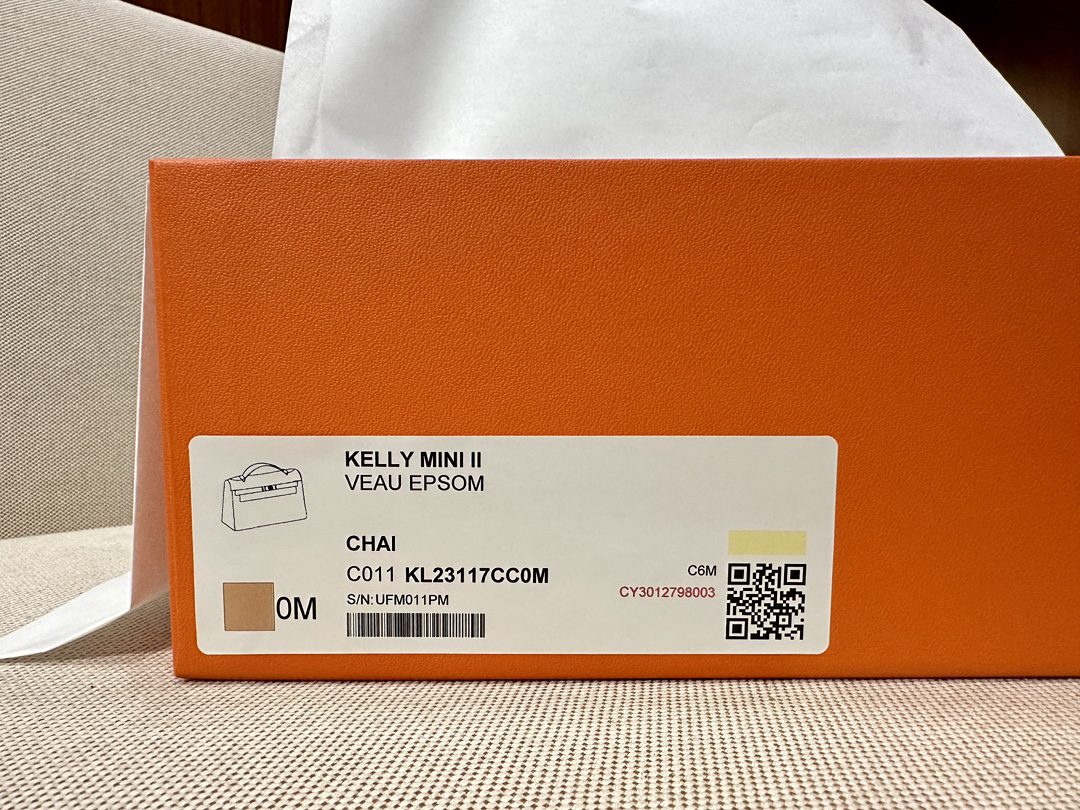 KELLY MINI II
VEAU EPSOM
CHAI
C011 KL23117CC0M
0M
S/N:UFM011PM
C6M
CY3012798003